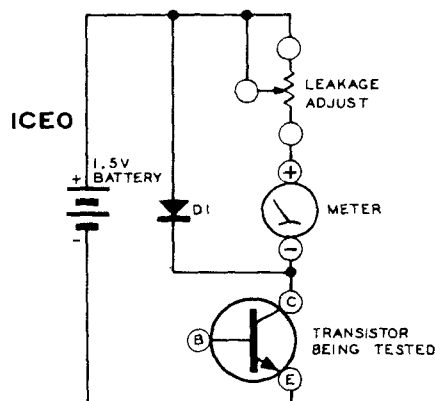 LEAKAGE
ADJUST
ICEO
+ 1.5V
BATTERY
-
D1
+
METER
-
C
B
TRANSISTOR
BEING TESTED
E